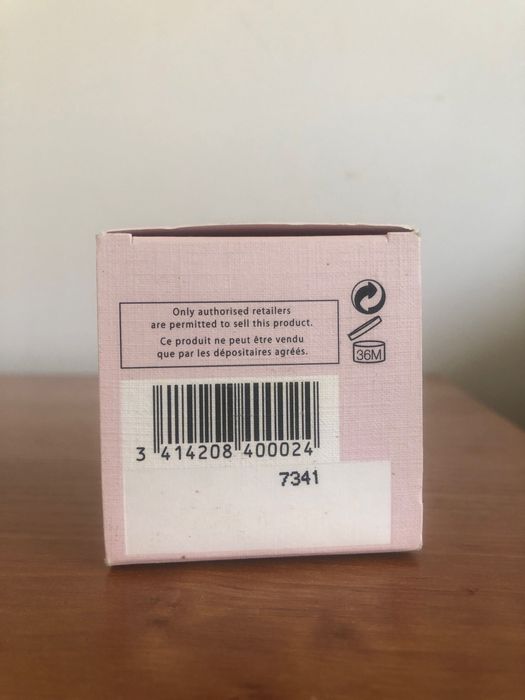 Only authorised retailers
are permitted to sell this product.
Ce produit ne peut être vendu
que par les dépositaires agréés.
36M
3 414208 400024
7341